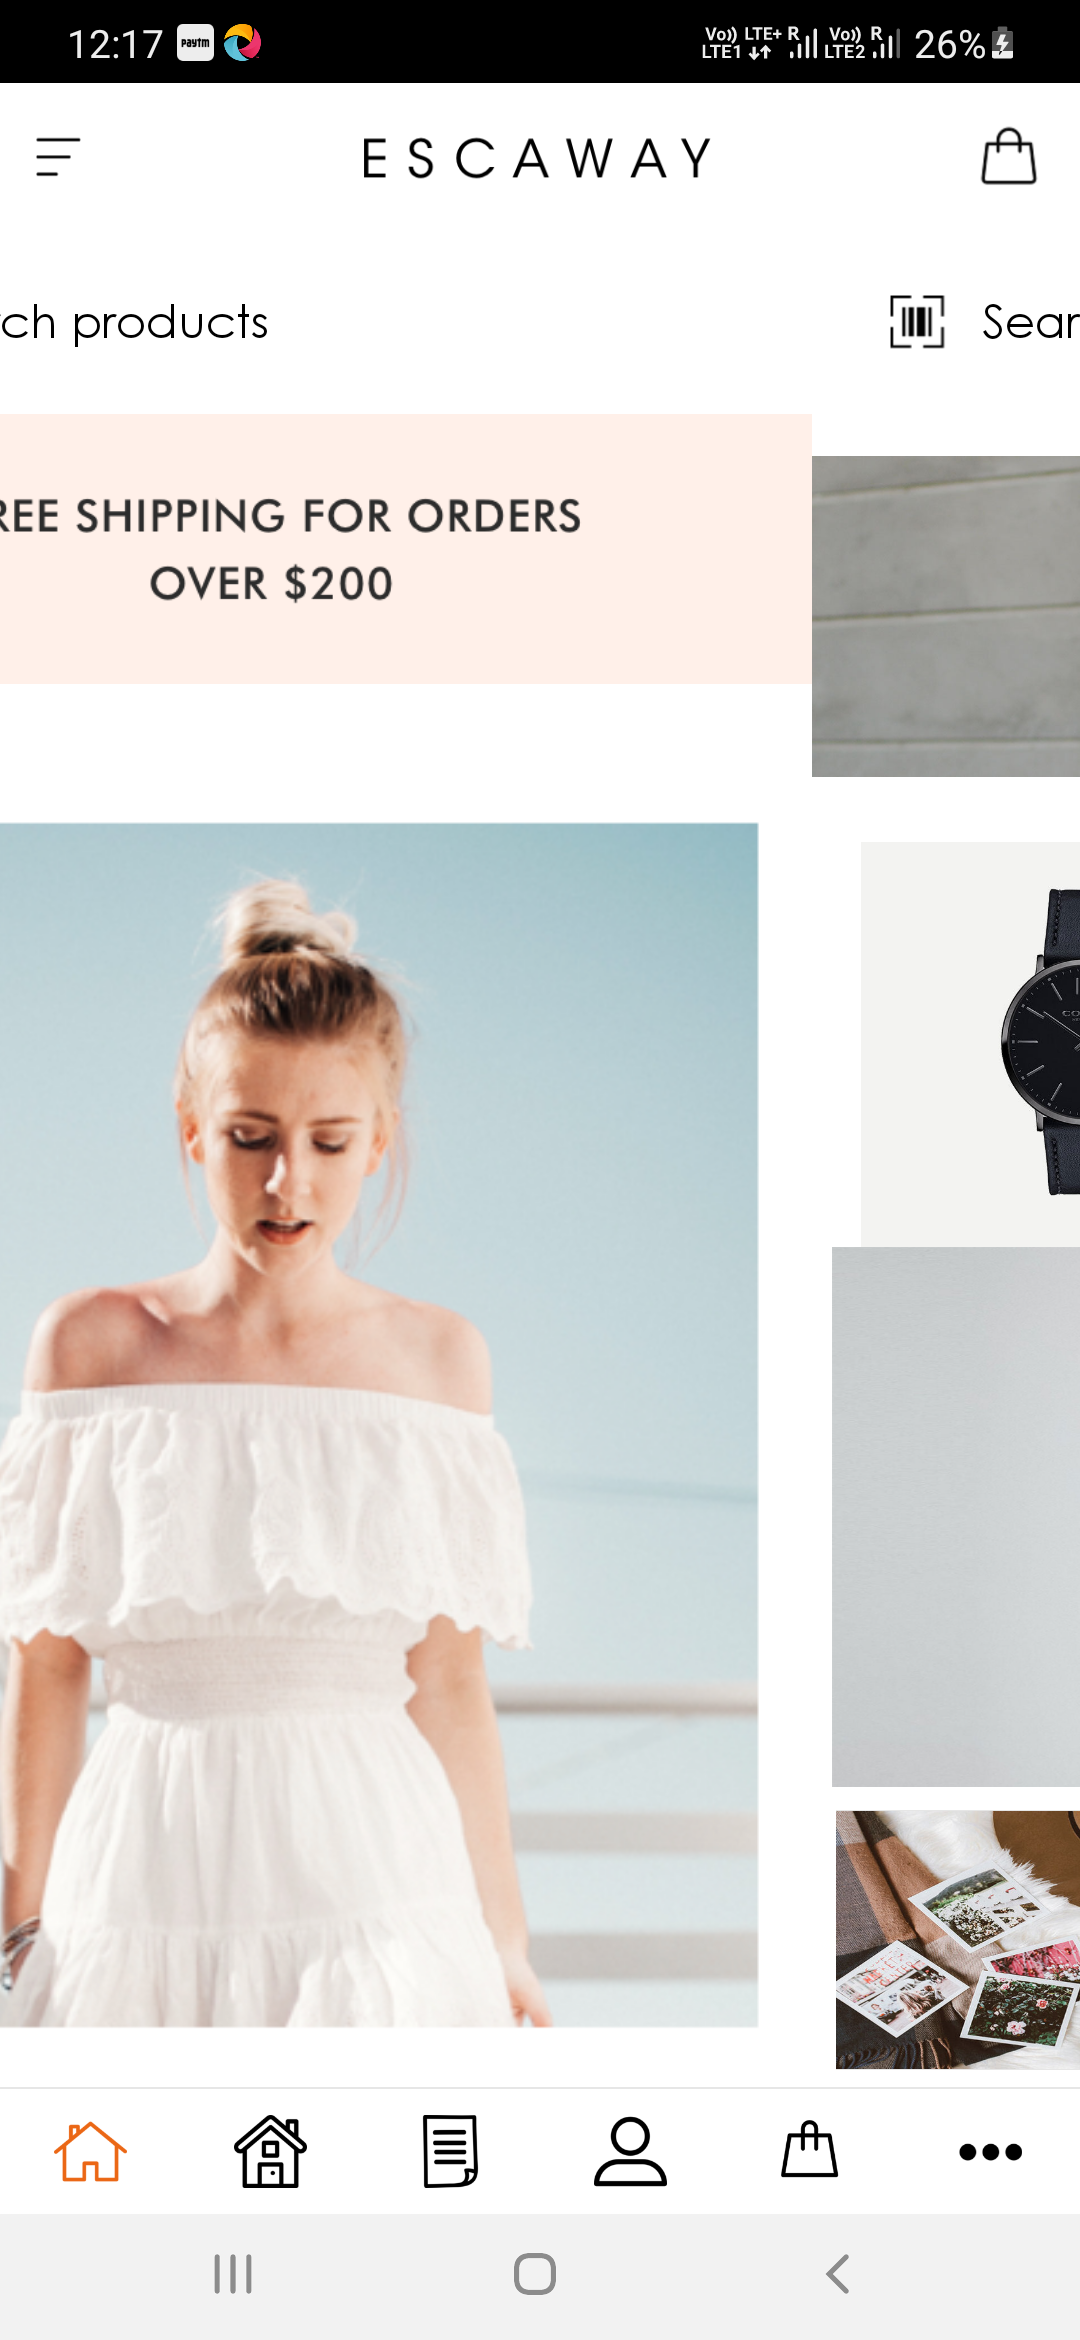 12:17 paytm Vo)) LTE+ R Vo)) R 26%
LTE1 LTE2
ESCAWAY
ch products Sear
REE SHIPPING FOR ORDERS
OVER $200
CO